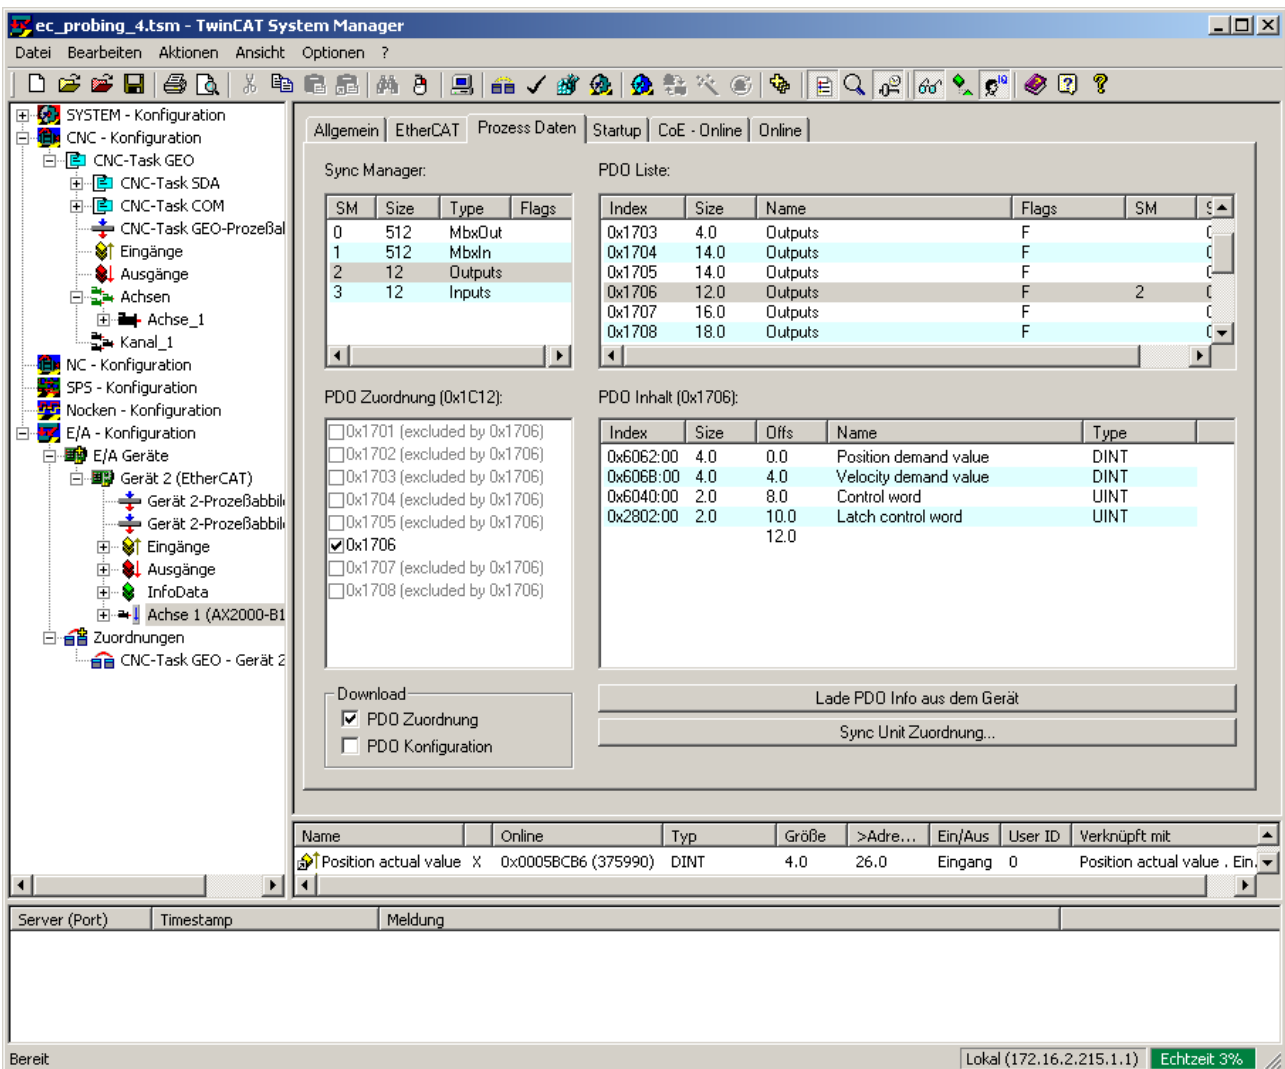 ec_probing_4.tsm - TwinCAT System Manager
Datei Bearbeiten Aktionen Ansicht Optionen ?
SYSTEM - Konfiguration
CNC - Konfiguration
CNC-Task GEO
CNC-Task SDA
CNC-Task COM
CNC-Task GEO-Prozeßal
Eingänge
Ausgänge
Achsen
Achse_1
Kanal_1
NC - Konfiguration
SPS - Konfiguration
Nocken - Konfiguration
E/A - Konfiguration
E/A Geräte
Gerät 2 (EtherCAT)
Gerät 2-Prozeßabbil
Gerät 2-Prozeßabbil
Eingänge
Ausgänge
InfoData
Achse 1 (AX2000-B1
Zuordnungen
CNC-Task GEO - Gerät 2
Allgemein EtherCAT Prozess Daten Startup CoE - Online Online
Sync Manager:
SM Size Type Flags
0 512 MbxOut
1 512 MbxIn
2 12 Outputs
3 12 Inputs
PDO Liste:
Index Size Name Flags SM
0x1703 4.0 Outputs F
0x1704 14.0 Outputs F
0x1705 14.0 Outputs F
0x1706 12.0 Outputs F 2
0x1707 16.0 Outputs F
0x1708 18.0 Outputs F
PDO Zuordnung (0x1C12):
0x1701 (excluded by 0x1706)
0x1702 (excluded by 0x1706)
0x1703 (excluded by 0x1706)
0x1704 (excluded by 0x1706)
0x1705 (excluded by 0x1706)
0x1706
0x1707 (excluded by 0x1706)
0x1708 (excluded by 0x1706)
PDO Inhalt (0x1706):
Index Size Offs Name Type
0x6062:00 4.0 0.0 Position demand value DINT
0x606B:00 4.0 4.0 Velocity demand value DINT
0x6040:00 2.0 8.0 Control word UINT
0x2802:00 2.0 10.0 Latch control word UINT
12.0
Download
PDO Zuordnung
PDO Konfiguration
Lade PDO Info aus dem Gerät
Sync Unit Zuordnung...
Name Online Typ Größe >Adre... Ein/Aus User ID Verknüpft mit
Position actual value X 0x0005BCB6 (375990) DINT 4.0 26.0 Eingang 0 Position actual value . Ein.
Server (Port) Timestamp Meldung
Bereit Lokal (172.16.2.215.1.1) Echtzeit 3%